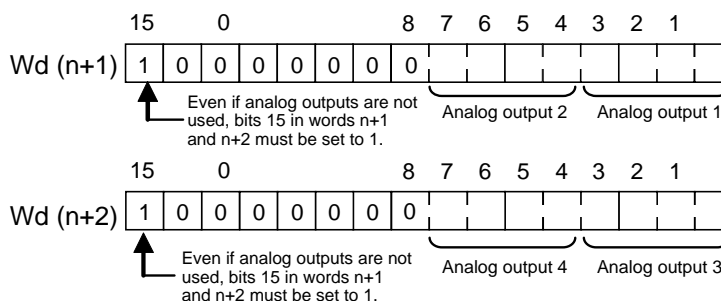 15 0 8 7 6 5 4 3 2 1
Wd (n+1) 1 0 0 0 0 0 0 0
Even if analog outputs are not
used, bits 15 in words n+1
and n+2 must be set to 1.
Analog output 2 Analog output 1
15 0 8 7 6 5 4 3 2 1
Wd (n+2) 1 0 0 0 0 0 0 0
Even if analog outputs are not
used, bits 15 in words n+1
and n+2 must be set to 1.
Analog output 4 Analog output 3